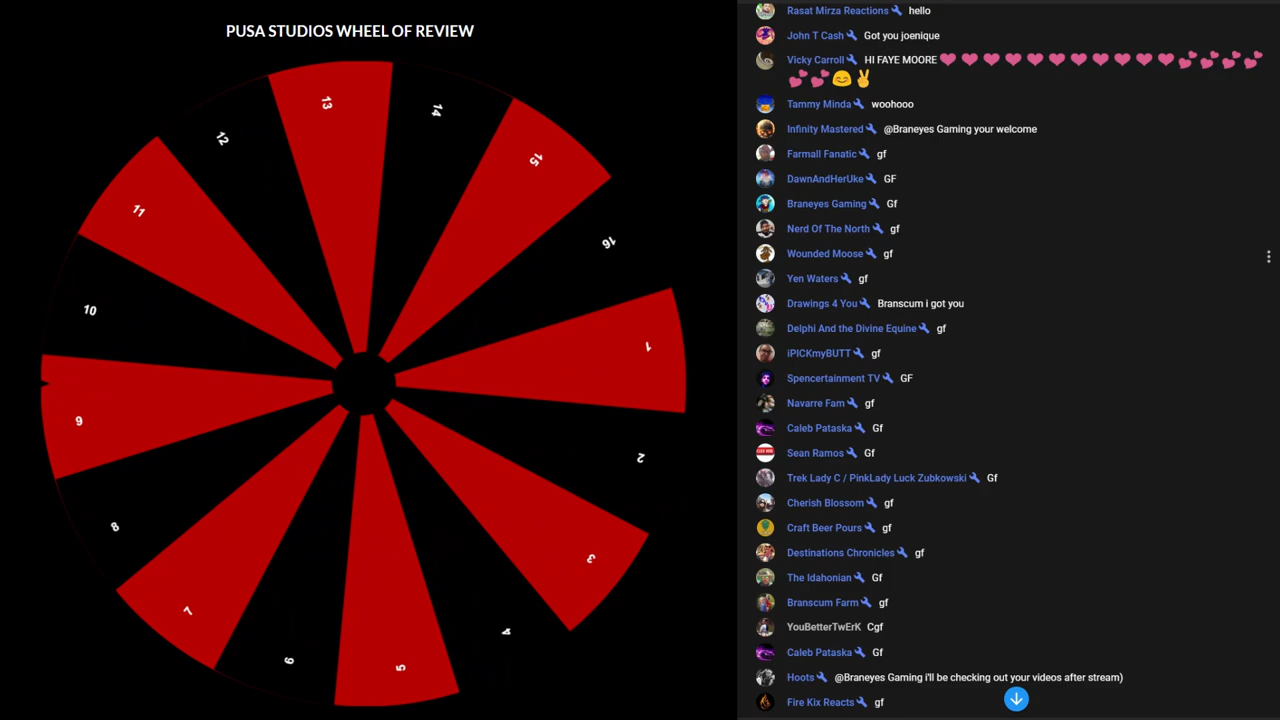 PUSA STUDIOS WHEEL OF REVIEW
1
2
3
4
5
6
7
8
9
10
11
12
13
14
15
16
Rasat Mirza Reactions hello
John T Cash Got you joenique
Vicky Carroll HI FAYE MOORE
Tammy Minda woohooo
Infinity Mastered @Braneyes Gaming your welcome
Farmall Fanatic gf
DawnAndHerUke GF
Braneyes Gaming Gf
Nerd Of The North gf
Wounded Moose gf
Yen Waters gf
Drawings 4 You Branscum i got you
Delphi And the Divine Equine gf
iPICKmyBUTT gf
Spencertainment TV GF
Navarre Fam gf
Caleb Pataska Gf
Sean Ramos Gf
Trek Lady C / PinkLady Luck Zubkowski Gf
Cherish Blossom gf
Craft Beer Pours gf
Destinations Chronicles gf
The Idahonian Gf
Branscum Farm gf
YouBetterTwErK Cgf
Caleb Pataska Gf
Hoots @Braneyes Gaming i'll be checking out your videos after stream)
Fire Kix Reacts gf